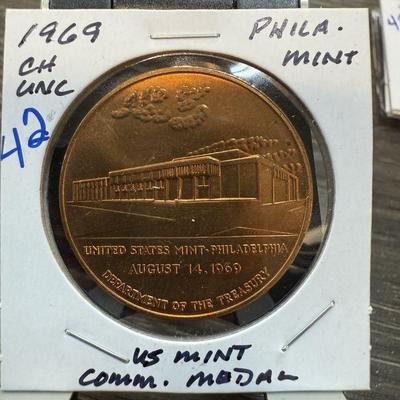 1969
CH
UNC
PHILA.
MINT
42
UNITED STATES MINT-PHILADELPHIA
AUGUST 14, 1969
DEPARTMENT OF THE TREASURY
US MINT
COMM. MEDAL